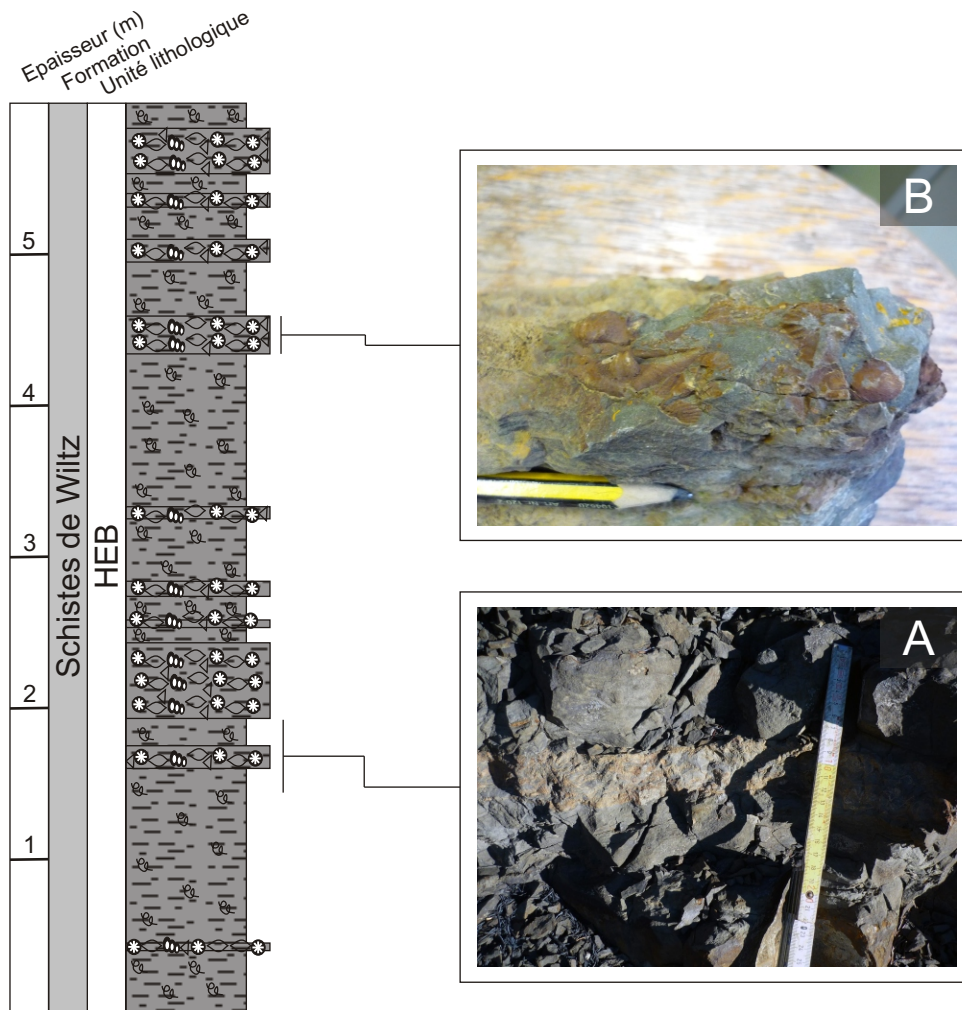 Epaisseur (m)
Formation
Unité lithologique
B
5
4
Schistes de Wiltz
HEB
3
A
2
1